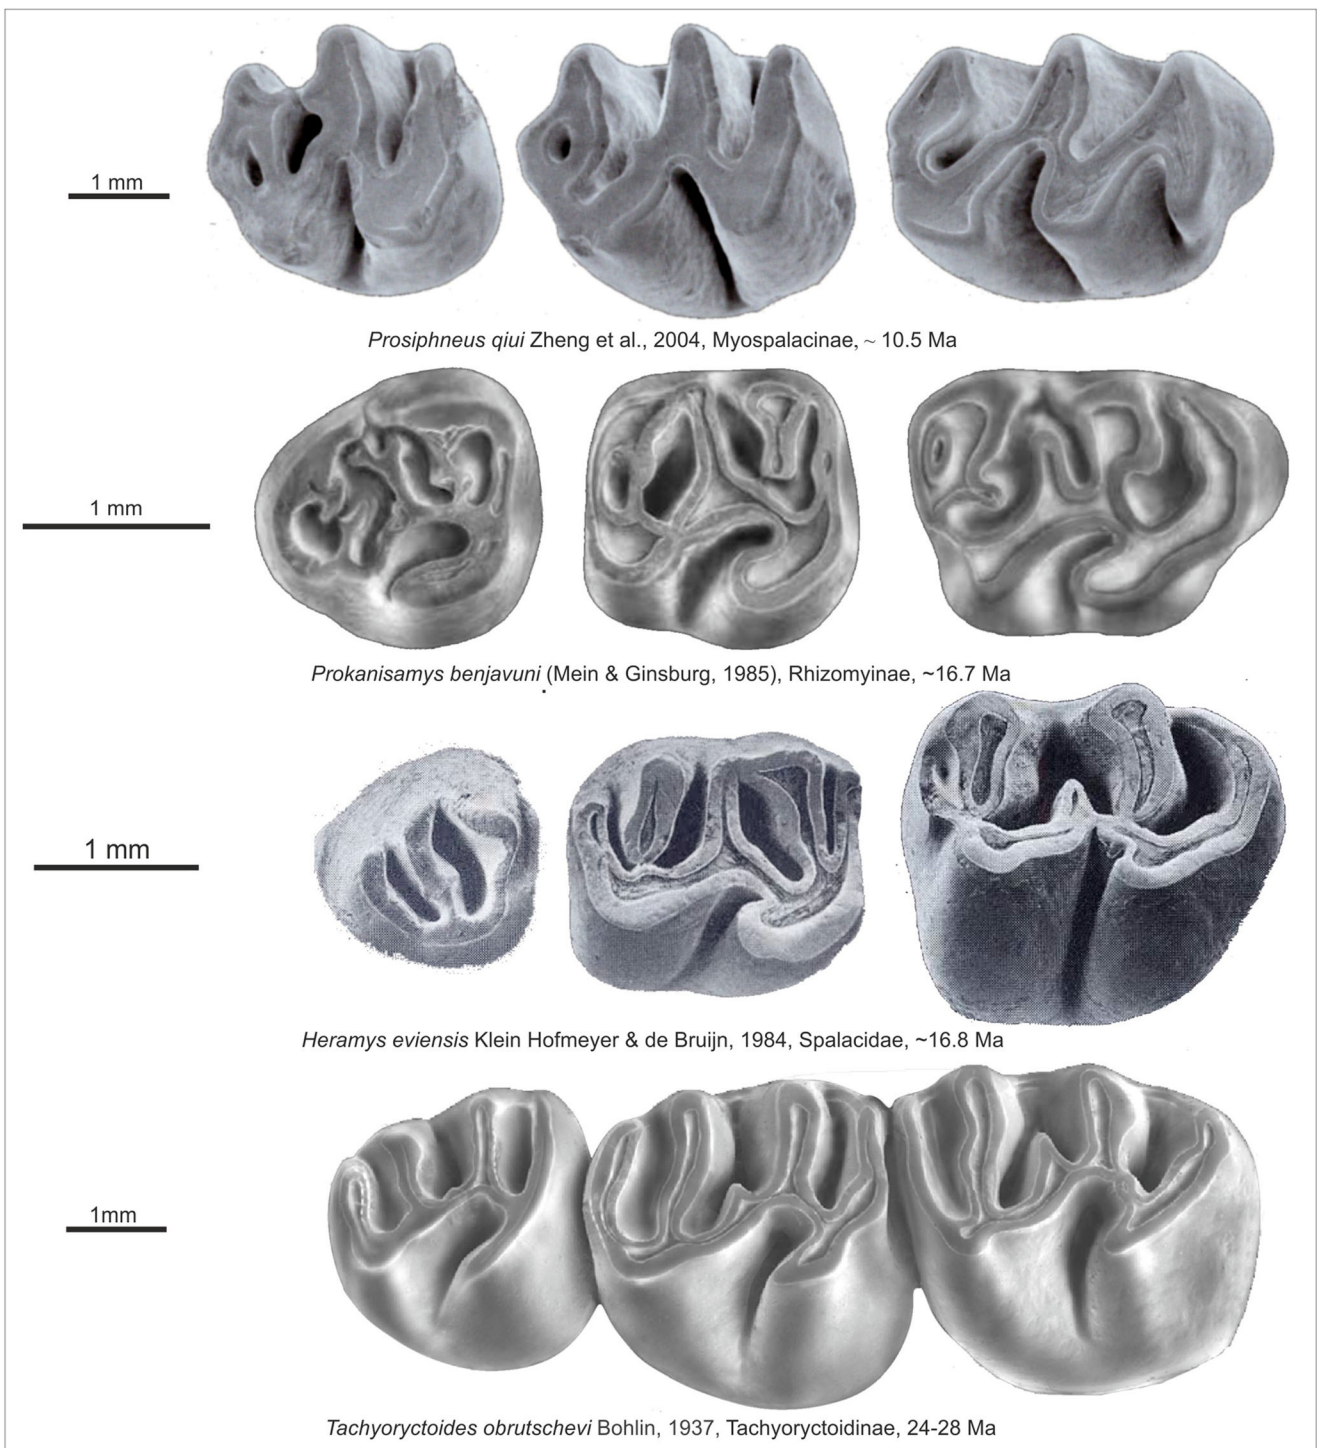 1 mm
Prosiphneus qiui Zheng et al., 2004, Myospalacinae, ~ 10.5 Ma
1 mm
Prokanisamys benjavuni (Mein & Ginsburg, 1985), Rhizomyinae, ~16.7 Ma
1 mm
Heramys eviensis Klein Hofmeyer & de Bruijn, 1984, Spalacidae, ~16.8 Ma
1mm
Tachyoryctoides obrutschevi Bohlin, 1937, Tachyoryctoidinae, 24-28 Ma